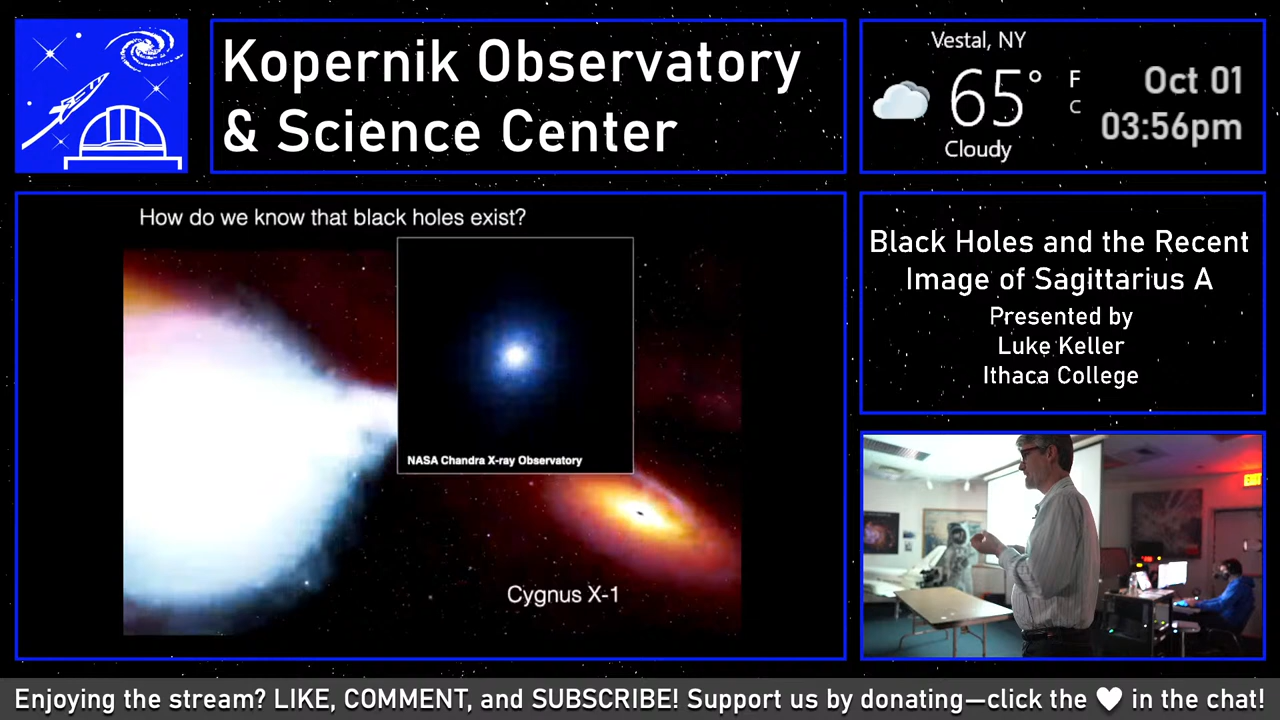 Kopernik Observatory
& Science Center
Vestal, NY
65° F
C
Cloudy
Oct 01
03:56pm
How do we know that black holes exist?
NASA Chandra X-ray Observatory
Cygnus X-1
Black Holes and the Recent
Image of Sagittarius A
Presented by
Luke Keller
Ithaca College
Enjoying the stream? LIKE, COMMENT, and SUBSCRIBE! Support us by donating—click the ♥ in the chat!